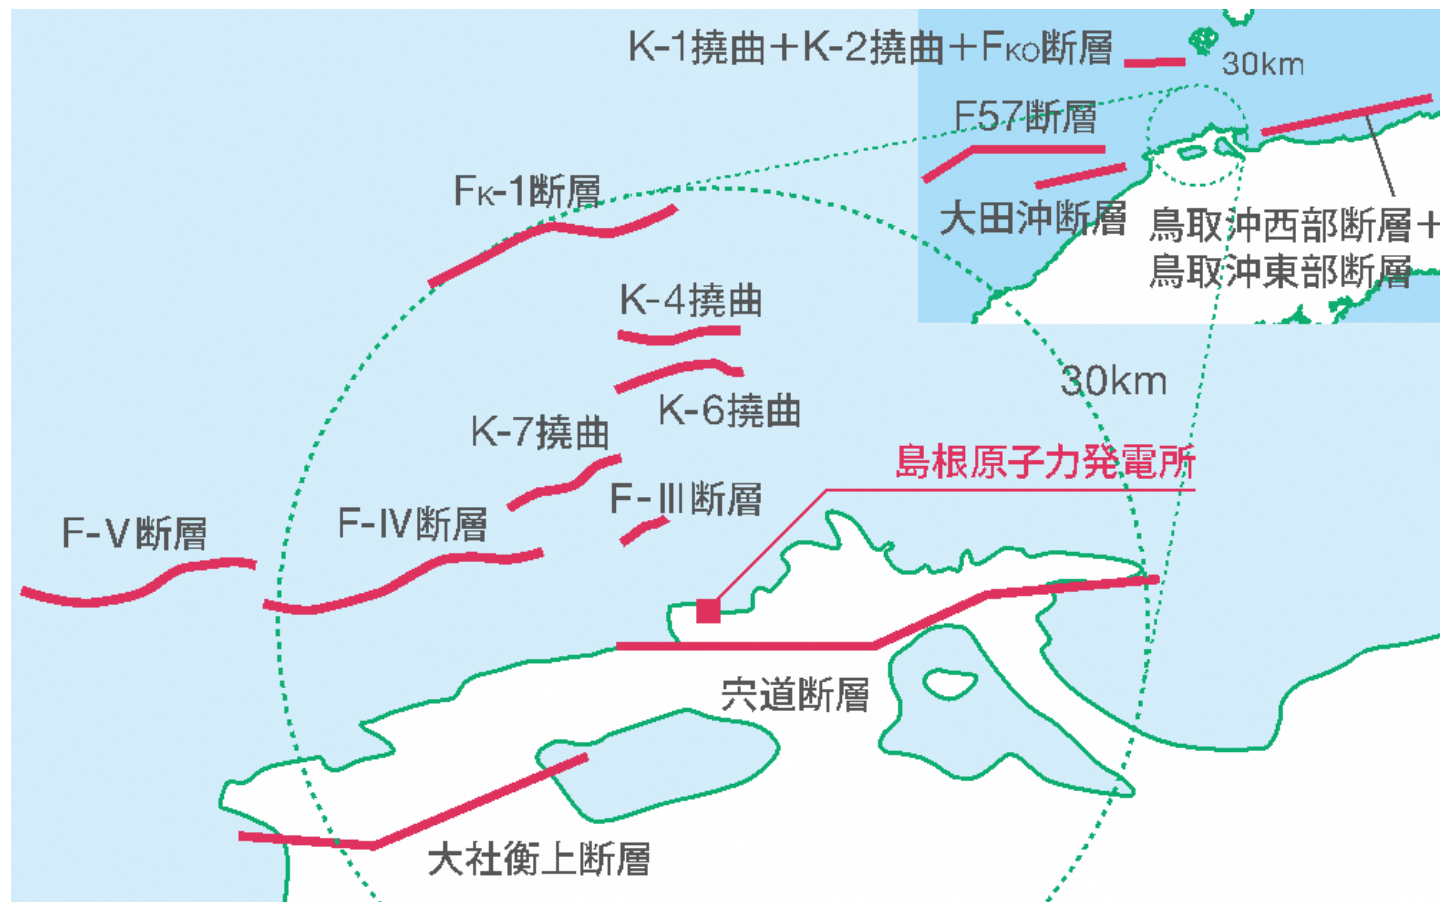 K-1撓曲+K-2撓曲+FKO断層
30km
F57断層
FK-1断層
大田沖断層
鳥取沖西部断層+
鳥取沖東部断層
K-4撓曲
30km
K-6撓曲
K-7撓曲
島根原子力発電所
F-III断層
F-IV断層
F-V断層
宍道断層
大社衝上断層